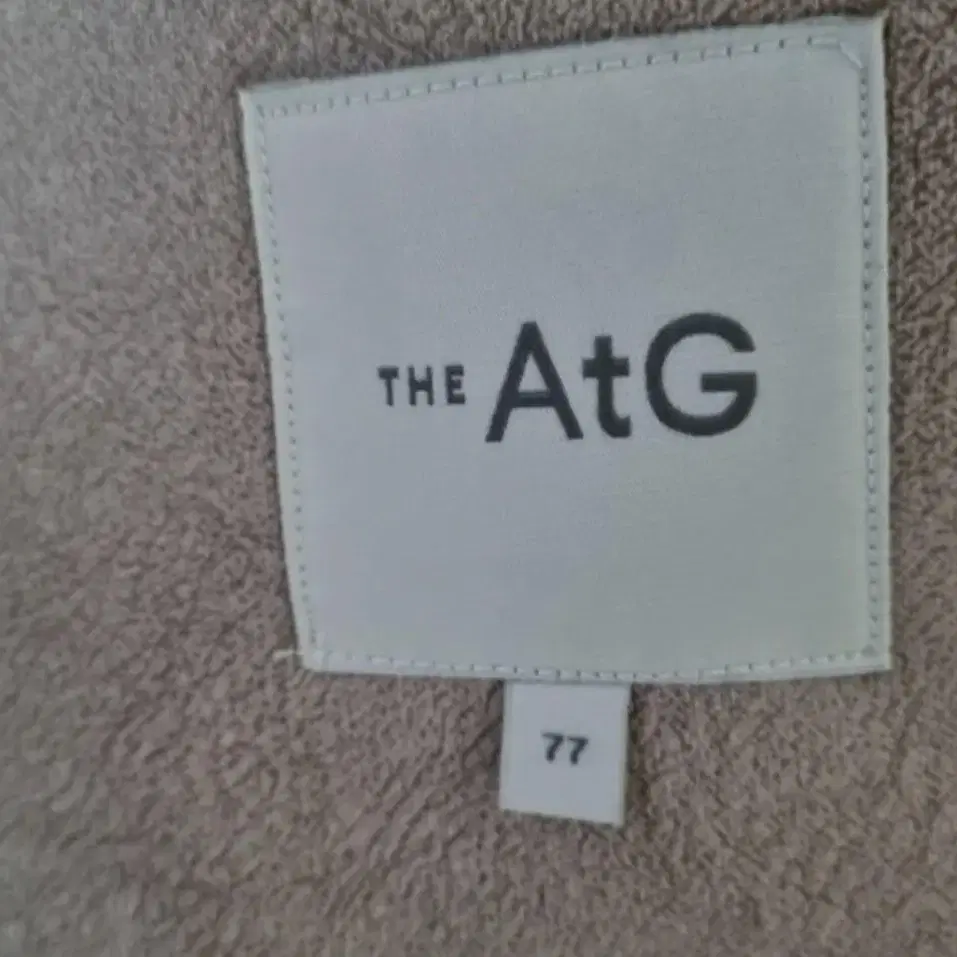 THE AtG
77